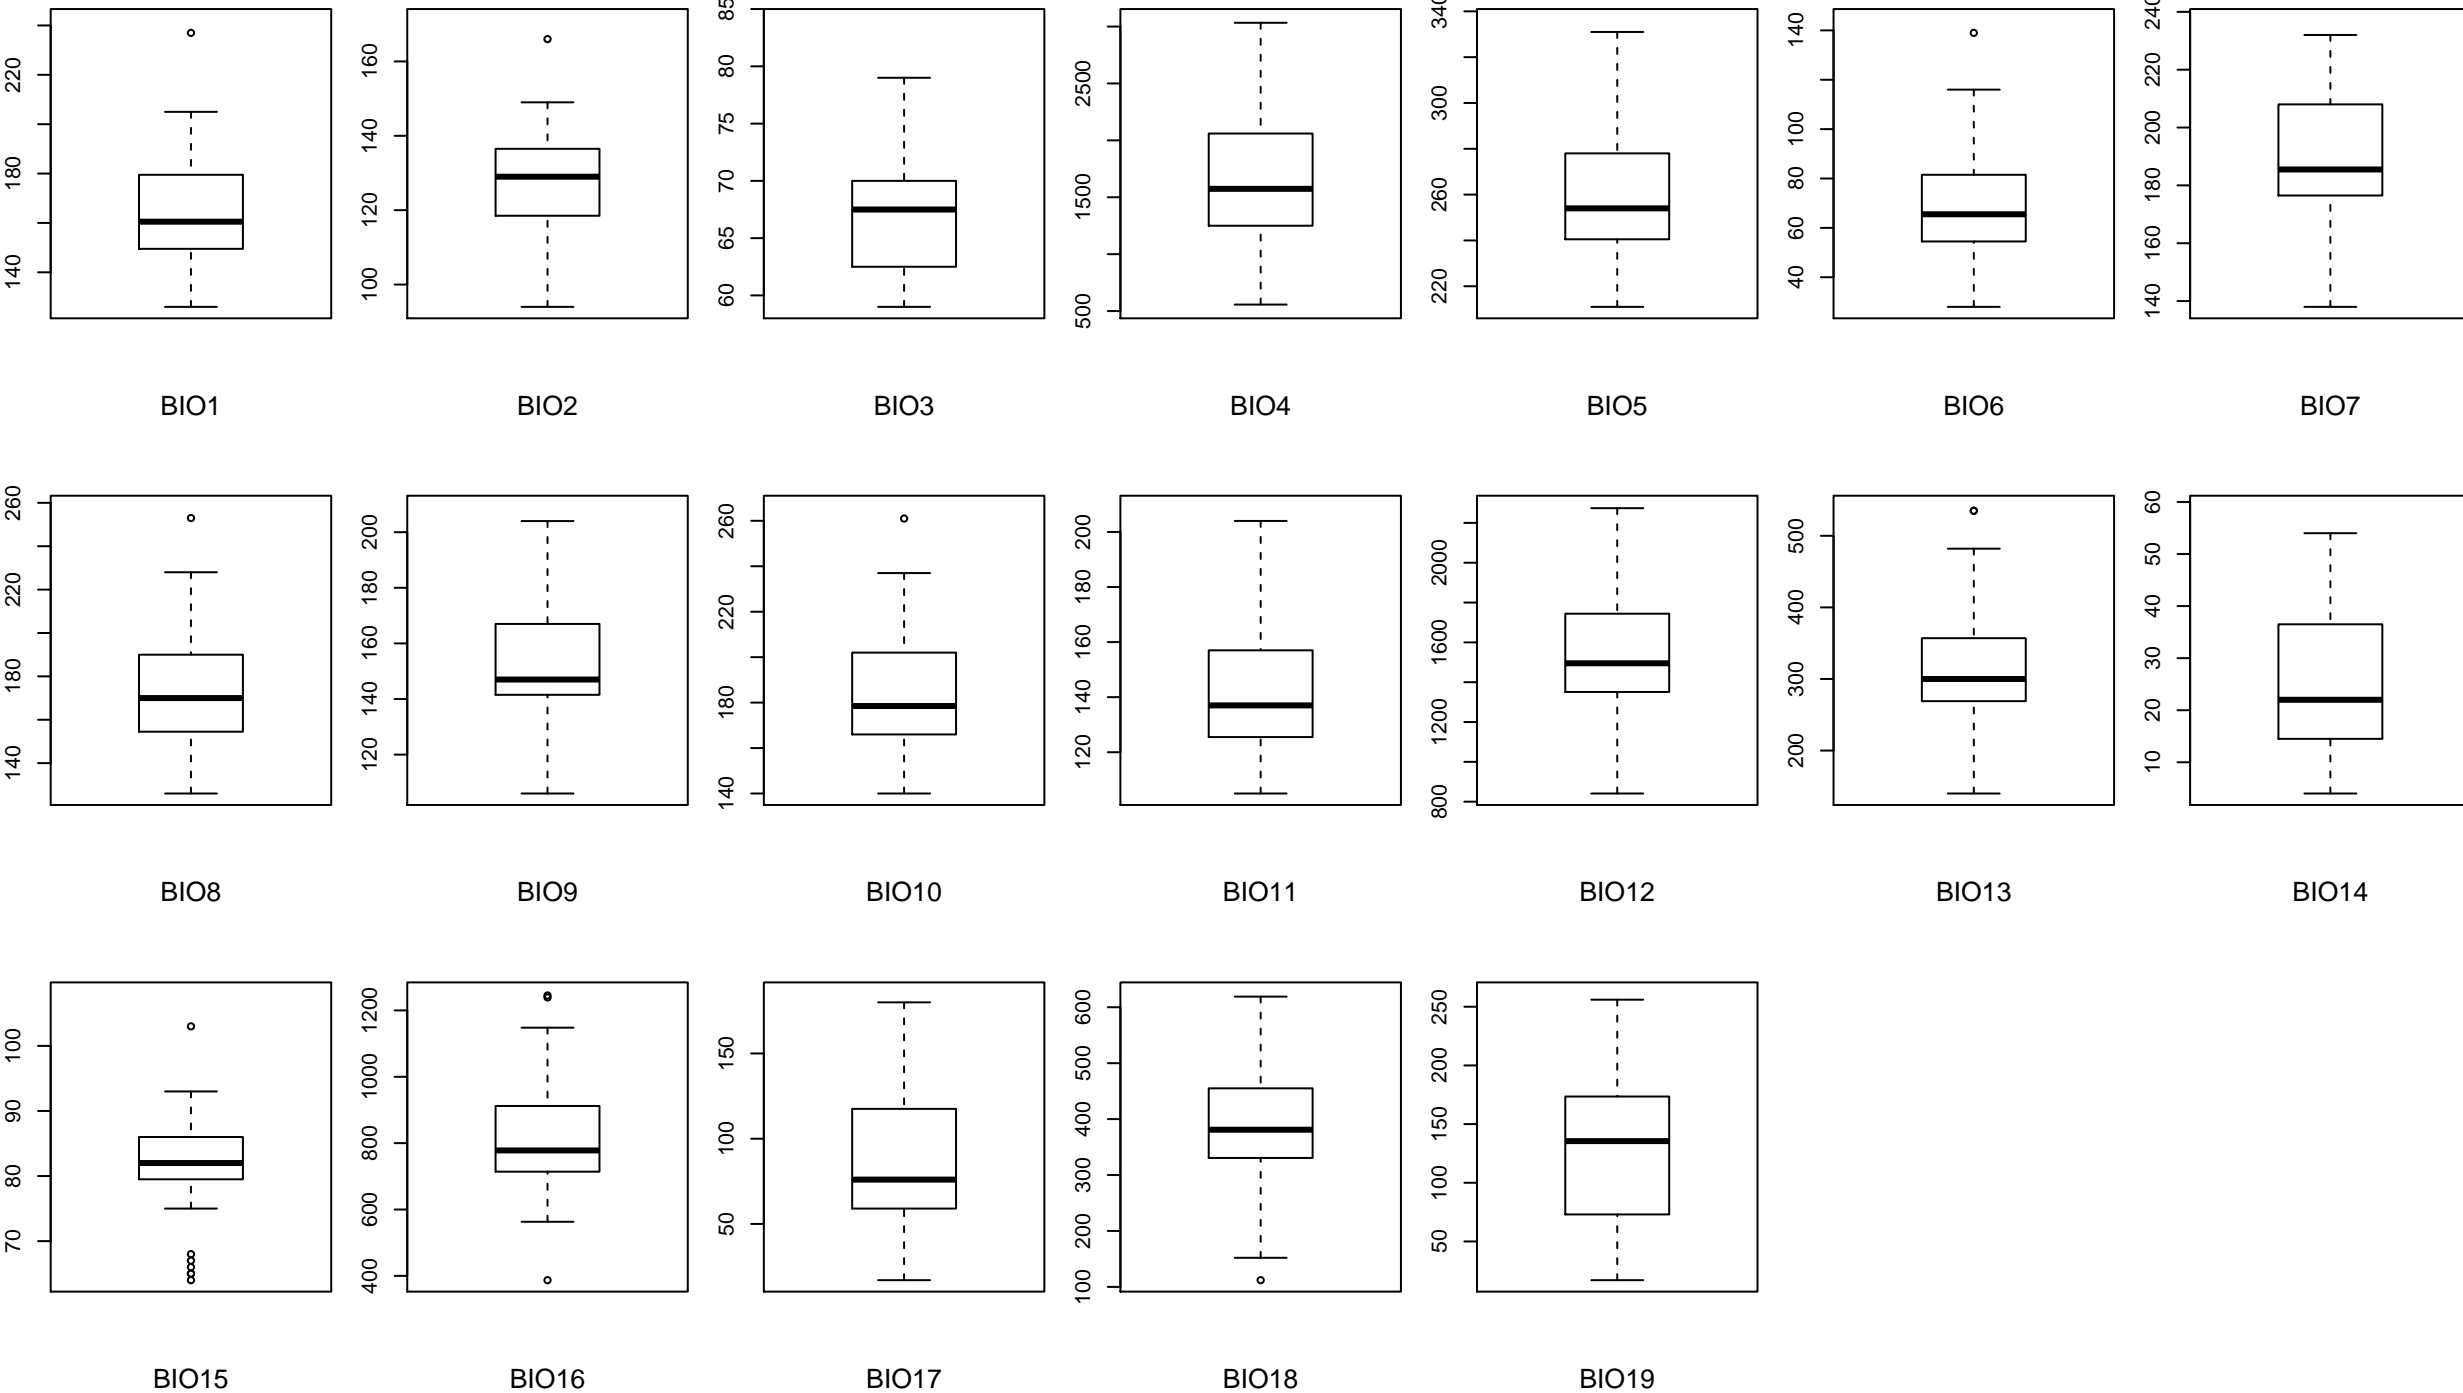 140 180 220
100 120 140 160
60 65 70 75 80 85
500 1500 2500
220 260 300 340
40 60 80 100 140
140 160 180 200 220 240
BIO1 BIO2 BIO3 BIO4 BIO5 BIO6 BIO7
140 180 220 260
120 140 160 180 200
140 180 220 260
120 140 160 180 200
800 1200 1600 2000
200 300 400 500
10 20 30 40 50 60
BIO8 BIO9 BIO10 BIO11 BIO12 BIO13 BIO14
70 80 90 100
400 600 800 1000 1200
50 100 150
100 200 300 400 500 600
50 100 150 200 250
BIO15 BIO16 BIO17 BIO18 BIO19